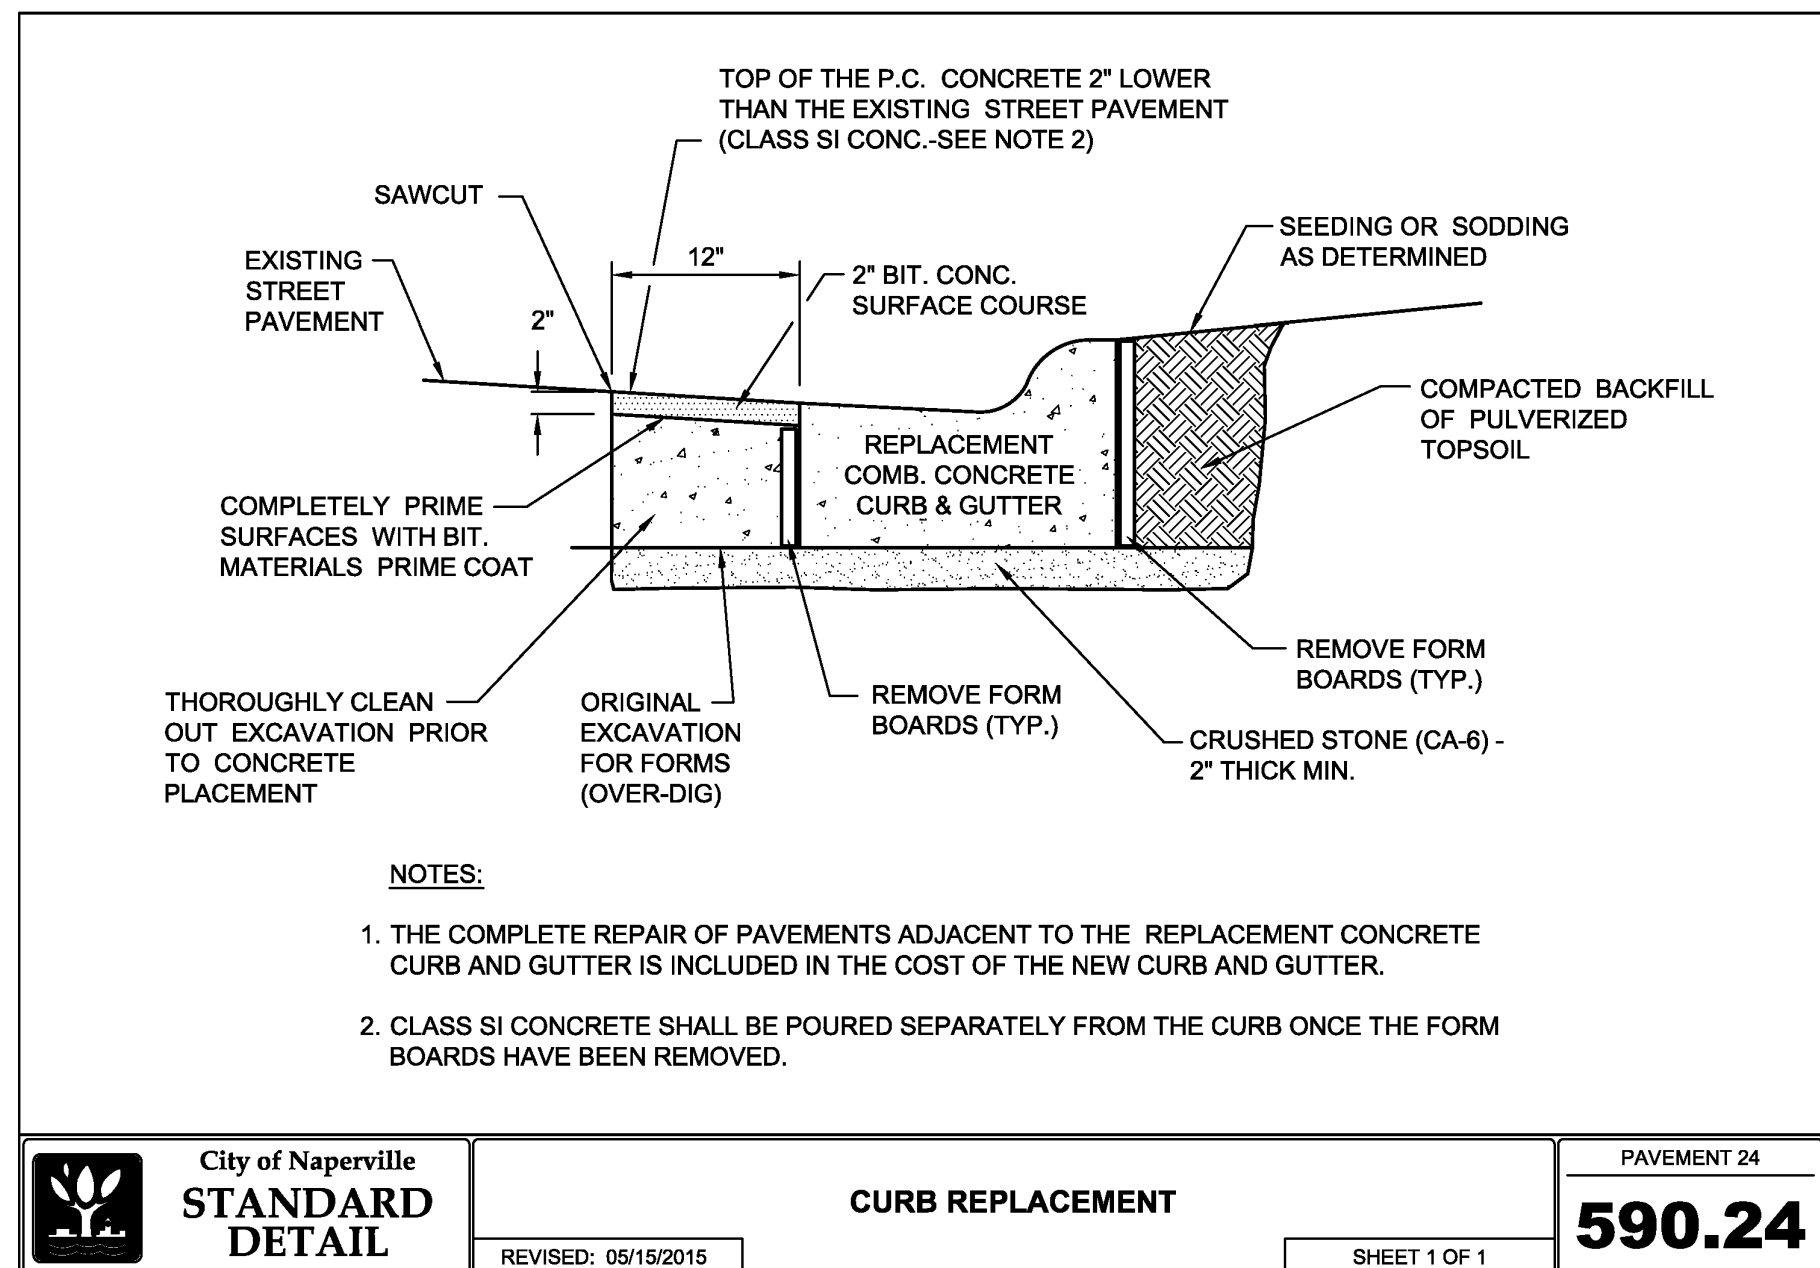 TOP OF THE P.C. CONCRETE 2" LOWER
THAN THE EXISTING STREET PAVEMENT
(CLASS SI CONC.-SEE NOTE 2)
SAWCUT
EXISTING
STREET
PAVEMENT
2"
12"
2" BIT. CONC.
SURFACE COURSE
SEEDING OR SODDING
AS DETERMINED
COMPACTED BACKFILL
OF PULVERIZED
TOPSOIL
REPLACEMENT
COMB. CONCRETE
CURB & GUTTER
COMPLETELY PRIME
SURFACES WITH BIT.
MATERIALS PRIME COAT
THOROUGHLY CLEAN
OUT EXCAVATION PRIOR
TO CONCRETE
PLACEMENT
ORIGINAL
EXCAVATION
FOR FORMS
(OVER-DIG)
REMOVE FORM
BOARDS (TYP.)
REMOVE FORM
BOARDS (TYP.)
CRUSHED STONE (CA-6) -
2" THICK MIN.
NOTES:
1. THE COMPLETE REPAIR OF PAVEMENTS ADJACENT TO THE REPLACEMENT CONCRETE
CURB AND GUTTER IS INCLUDED IN THE COST OF THE NEW CURB AND GUTTER.
2. CLASS SI CONCRETE SHALL BE POURED SEPARATELY FROM THE CURB ONCE THE FORM
BOARDS HAVE BEEN REMOVED.
City of Naperville
STANDARD
DETAIL
CURB REPLACEMENT
REVISED: 05/15/2015
SHEET 1 OF 1
PAVEMENT 24
590.24